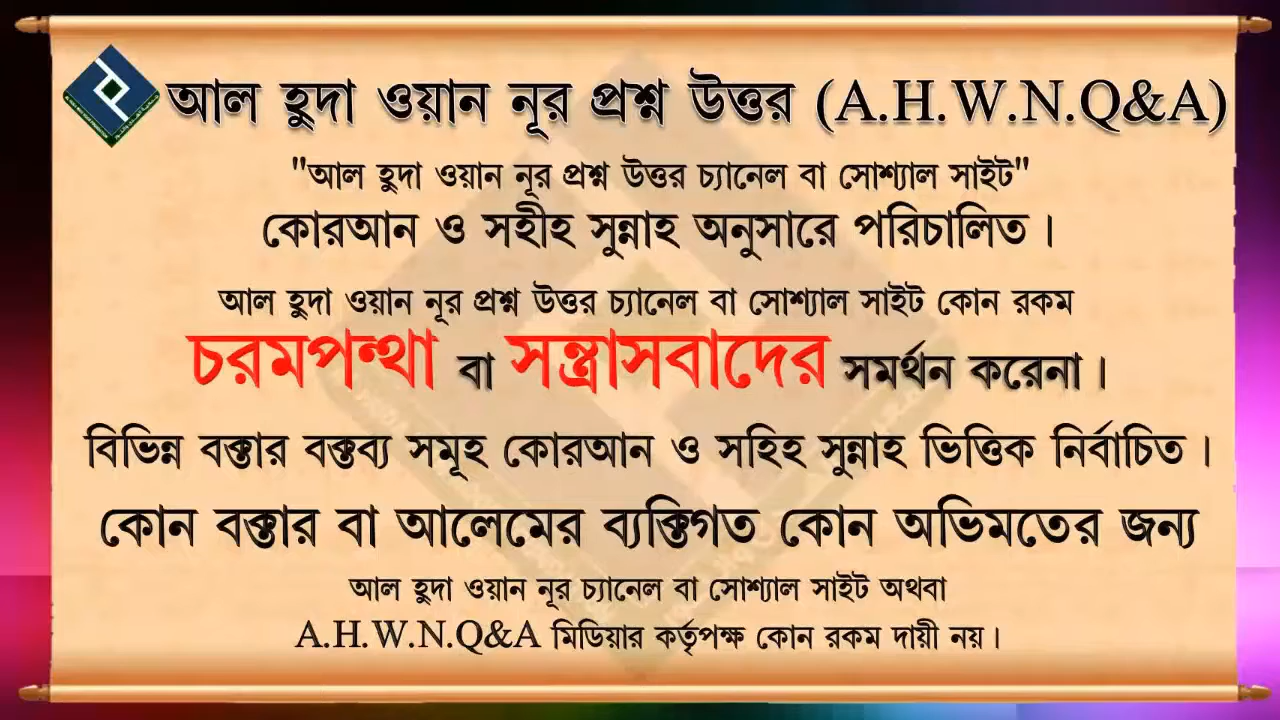 আল হুদা ওয়ান নূর প্রশ্ন উত্তর (A.H.W.N.Q&A)
"আল হুদা ওয়ান নূর প্রশ্ন উত্তর চ্যানেল বা সোশ্যাল সাইট"
কোরআন ও সহীহ সুন্নাহ অনুসারে পরিচালিত।
আল হুদা ওয়ান নূর প্রশ্ন উত্তর চ্যানেল বা সোশ্যাল সাইট কোন রকম
চরমপন্থা বা সন্ত্রাসবাদের সমর্থন করেনা।
বিভিন্ন বক্তার বক্তব্য সমূহ কোরআন ও সহিহ সুন্নাহ ভিত্তিক নির্বাচিত।
কোন বক্তার বা আলেমের ব্যক্তিগত কোন অভিমতের জন্য
আল হুদা ওয়ান নূর চ্যানেল বা সোশ্যাল সাইট অথবা
A.H.W.N.Q&A মিডিয়ার কর্তৃপক্ষ কোন রকম দায়ী নয়।